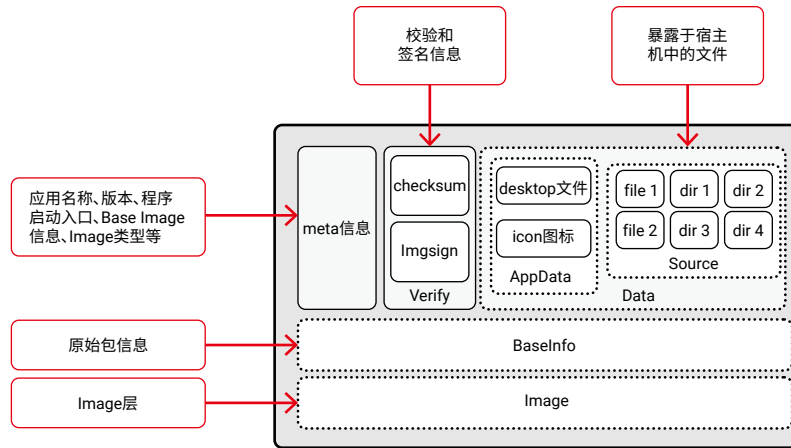 校验和
签名信息
暴露于宿主
机中的文件
应用名称、版本、程序
启动入口、Base Image
信息、Image类型等
meta信息
checksum
Imgsign
Verify
desktop文件
icon图标
AppData
file 1
dir 1
dir 2
file 2
dir 3
dir 4
Source
Data
原始包信息
BaseInfo
Image层
Image